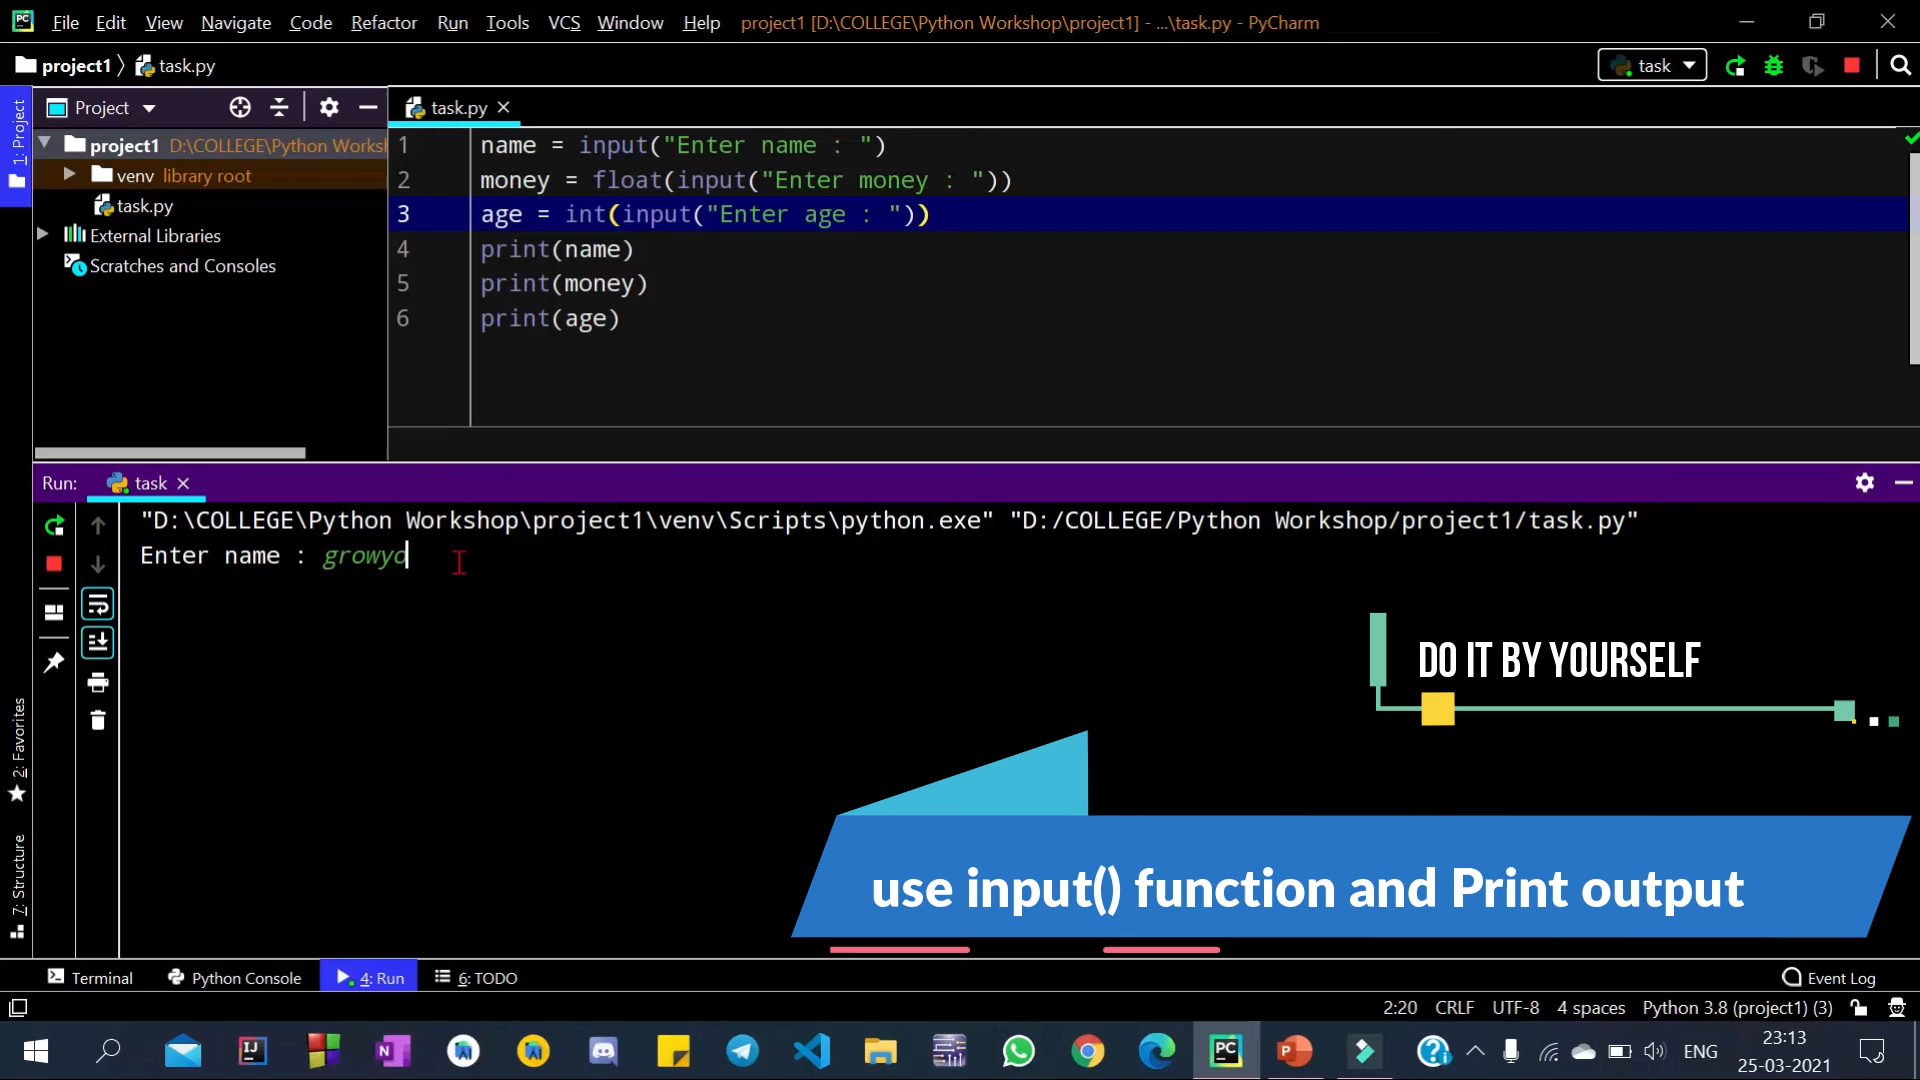 File Edit View Navigate Code Refactor Run Tools VCS Window Help project1 [D:\COLLEGE\Python Workshop\project1] - ...\task.py - PyCharm
project1 task.py task
1: Project
Project
task.py
project1 D:\COLLEGE\Python Works
venv library root
task.py
External Libraries
Scratches and Consoles
1 name = input("Enter name : ")
2 money = float(input("Enter money : "))
3 age = int(input("Enter age : "))
4 print(name)
5 print(money)
6 print(age)
Run: task
"D:\COLLEGE\Python Workshop\project1\venv\Scripts\python.exe" "D:/COLLEGE/Python Workshop/project1/task.py"
Enter name : growyo
DO IT BY YOURSELF
use input() function and Print output
2: Favorites
7: Structure
Terminal Python Console 4: Run 6: TODO Event Log
2:20 CRLF UTF-8 4 spaces Python 3.8 (project1) (3)
ENG 23:13
25-03-2021